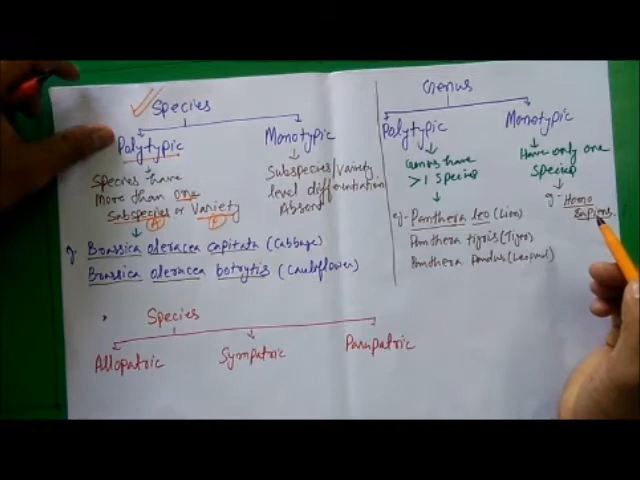 Species
Polytypic
Monotypic
Species have
More than one
Subspecies or Variety
A
B
Subspecies/Variety
level differentiation
Absent
eg. Brassica oleracea capitata (Cabbage)
Brassica oleracea botrytis (Cauliflower)
Species
Allopatric
Sympatric
Parapatric
Genus
Polytypic
Monotypic
Genus have
>1 Species
eg- Panthera leo (Lion)
Panthera tigris (Tiger)
Panthera Pardus (Leopard)
Have only one
Species
eg- Homo
Sapiens.